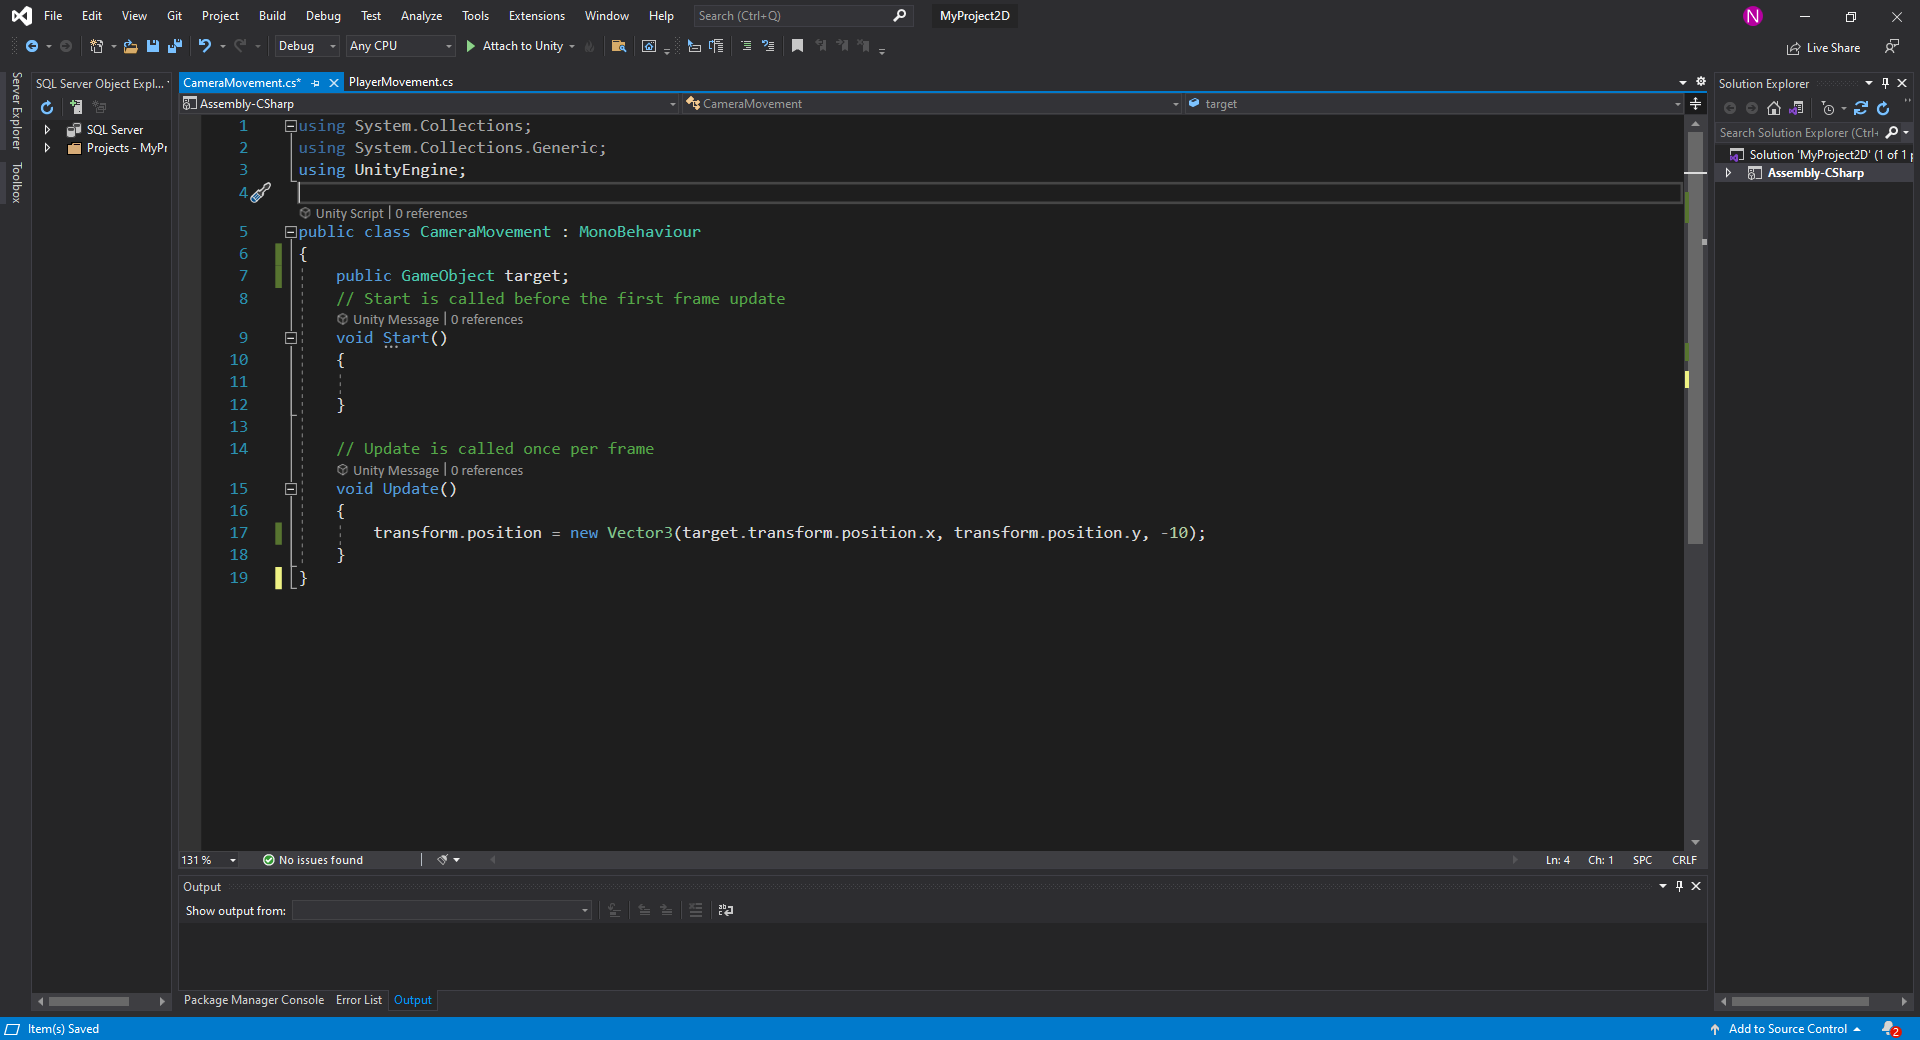 File Edit View Git Project Build Debug Test Analyze Tools Extensions Window Help Search (Ctrl+Q) MyProject2D N
Debug Any CPU Attach to Unity Live Share
Server Explorer
Toolbox
SQL Server Object Expl...
SQL Server
Projects - MyPr
CameraMovement.cs* PlayerMovement.cs
Assembly-CSharp CameraMovement target
1 using System.Collections;
2 using System.Collections.Generic;
3 using UnityEngine;
4
Unity Script | 0 references
5 public class CameraMovement : MonoBehaviour
6 {
7 public GameObject target;
8 // Start is called before the first frame update
Unity Message | 0 references
9 void Start()
10 {
11
12 }
13
14 // Update is called once per frame
Unity Message | 0 references
15 void Update()
16 {
17 transform.position = new Vector3(target.transform.position.x, transform.position.y, -10);
18 }
19 }
131 % No issues found Ln: 4 Ch: 1 SPC CRLF
Output
Show output from:
Package Manager Console Error List Output
Solution Explorer
Search Solution Explorer (Ctrl+
Solution 'MyProject2D' (1 of 1 p
Assembly-CSharp
Item(s) Saved Add to Source Control 2